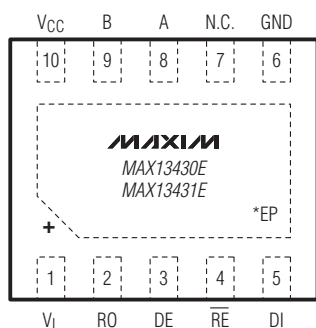 VCC B A N.C. GND
10 9 8 7 6
MAXIM
MAX13430E
MAX13431E
*EP
+
1 2 3 4 5
VL RO DE RE DI